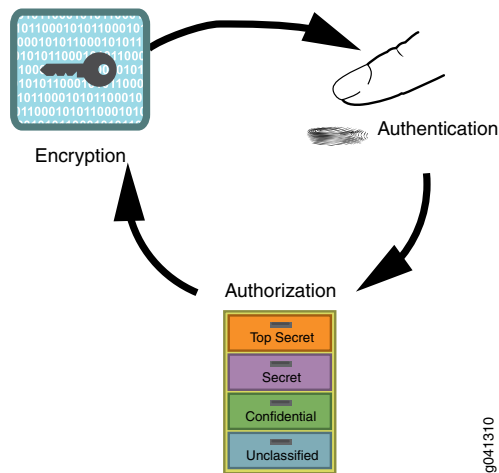 Encryption
Authentication
Authorization
Top Secret
Secret
Confidential
Unclassified
g041310